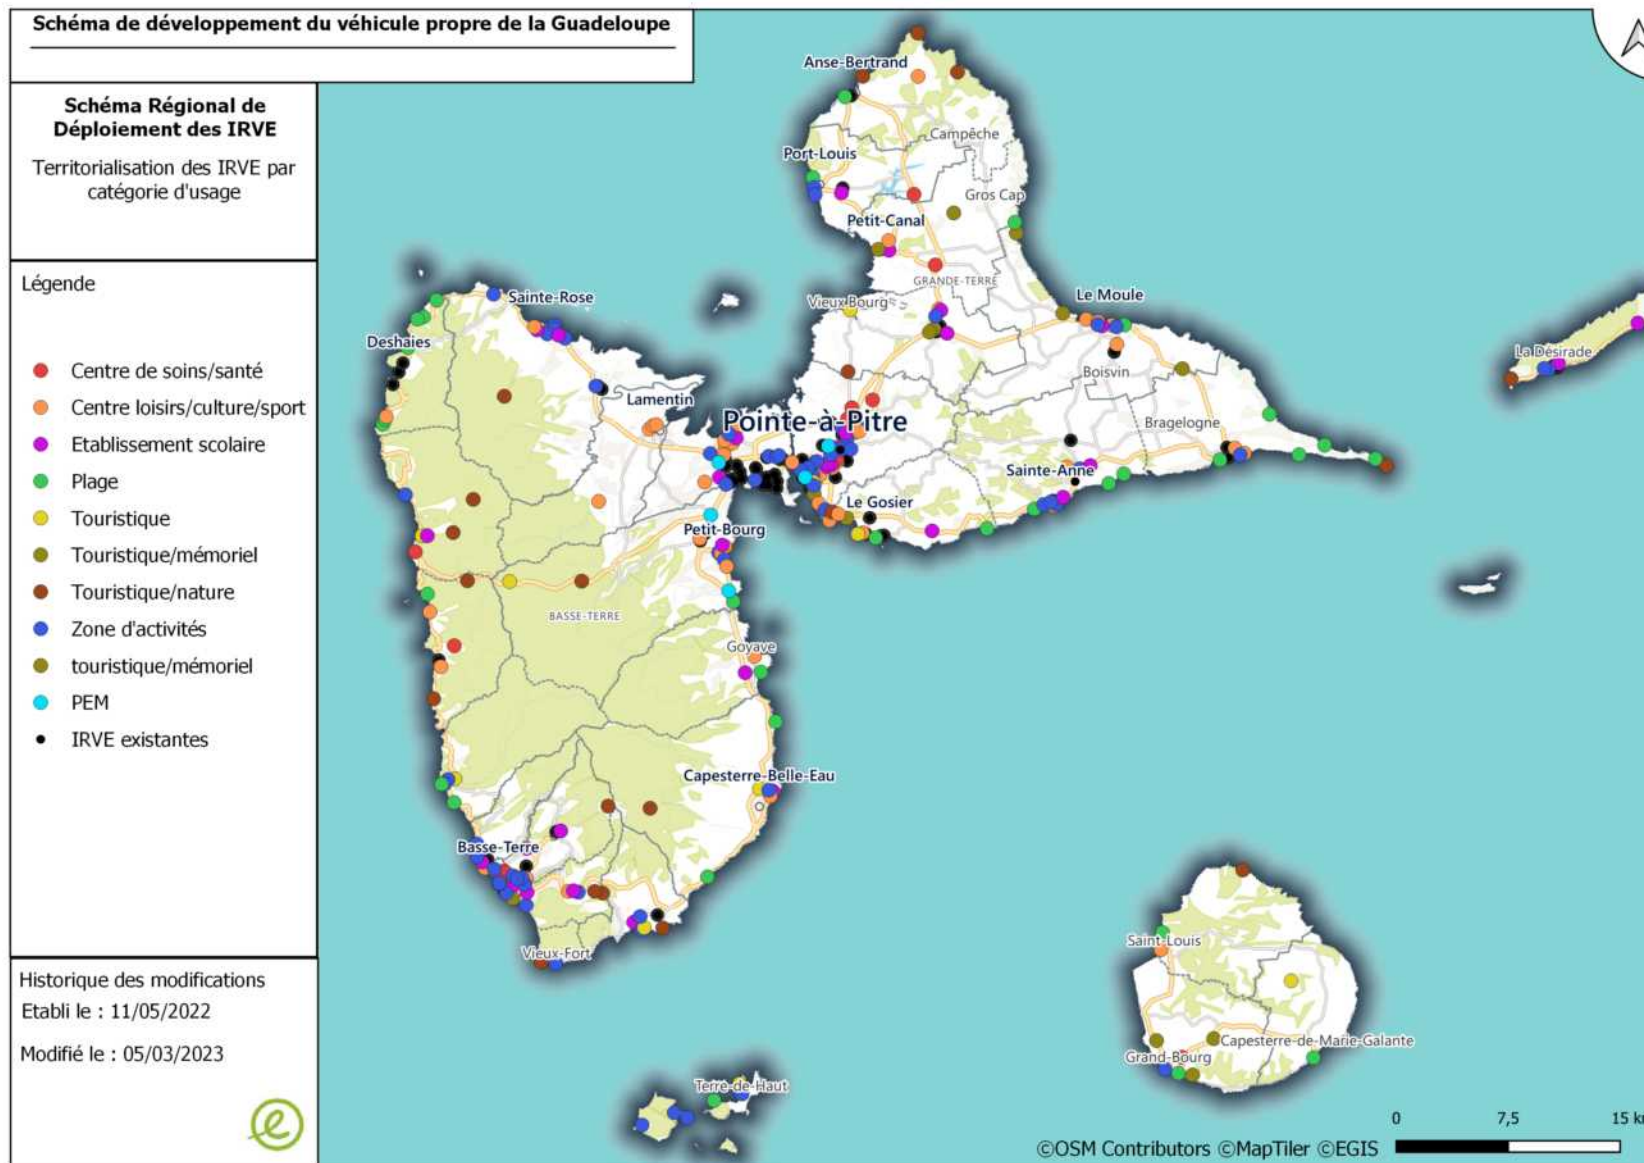 Schéma de développement du véhicule propre de la Guadeloupe
Schéma Régional de
Déploiement des IRVE
Territorialisation des IRVE par
catégorie d'usage
Légende
Centre de soins/santé
Centre loisirs/culture/sport
Etablissement scolaire
Plage
Touristique
Touristique/mémoriel
Touristique/nature
Zone d'activités
touristique/mémoriel
PEM
IRVE existantes
Historique des modifications
Etabli le : 11/05/2022
Modifié le : 05/03/2023
Anse-Bertrand
Campêche
Port-Louis
Gros Cap
Petit-Canal
GRANDE-TERRE
Vieux Bourg
Le Moule
Sainte-Rose
Deshaies
La Désirade
Boisvin
Lamentin
Pointe-à-Pitre
Bragelogne
Sainte-Anne
Le Gosier
Petit-Bourg
BASSE-TERRE
Goyave
Capesterre-Belle-Eau
Basse-Terre
Vieux-Fort
Saint-Louis
Capesterre-de-Marie-Galante
Grand-Bourg
Terre-de-Haut
0 7,5 15 km
©OSM Contributors ©MapTiler ©EGIS